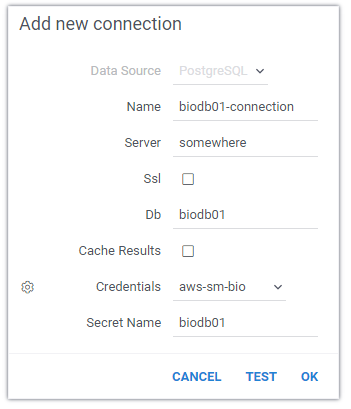 Add new connection
Data Source PostgreSQL
Name biodb01-connection
Server somewhere
Ssl
Db biodb01
Cache Results
Credentials aws-sm-bio
Secret Name biodb01
CANCEL TEST OK